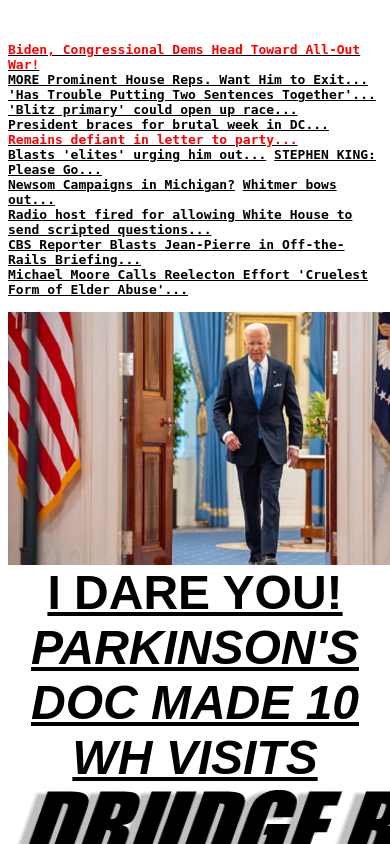 Biden, Congressional Dems Head Toward All-Out
War!
MORE Prominent House Reps. Want Him to Exit...
'Has Trouble Putting Two Sentences Together'...
'Blitz primary' could open up race...
President braces for brutal week in DC...
Remains defiant in letter to party...
Blasts 'elites' urging him out... STEPHEN KING:
Please Go...
Newsom Campaigns in Michigan? Whitmer bows
out...
Radio host fired for allowing White House to
send scripted questions...
CBS Reporter Blasts Jean-Pierre in Off-the-
Rails Briefing...
Michael Moore Calls Reelecton Effort 'Cruelest
Form of Elder Abuse'...
I DARE YOU!
PARKINSON'S
DOC MADE 10
WH VISITS
DRUDGE R